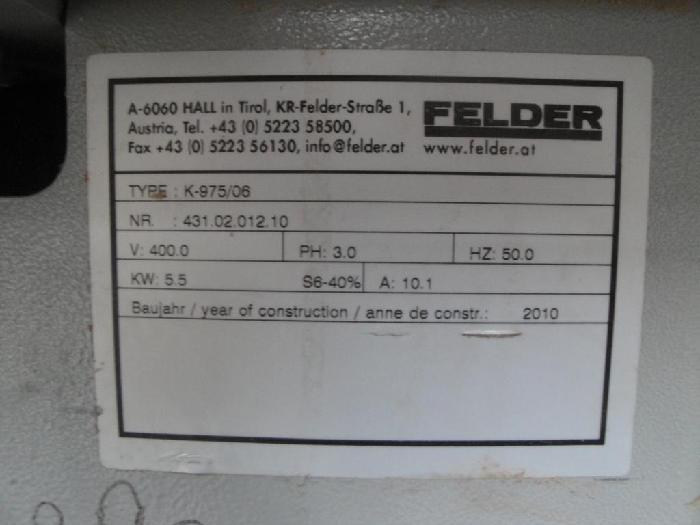 A-6060 HALL in Tirol, KR-Felder-Straße 1,
Austria, Tel. +43 (0) 5223 58500,
Fax +43 (0) 5223 56130, info@felder.at
FELDER
www.felder.at
TYPE : K-975/06
NR. : 431.02.012.10
V: 400.0 PH: 3.0 HZ: 50.0
KW: 5.5 S6-40% A: 10.1
Baujahr / year of construction / anne de constr.: 2010